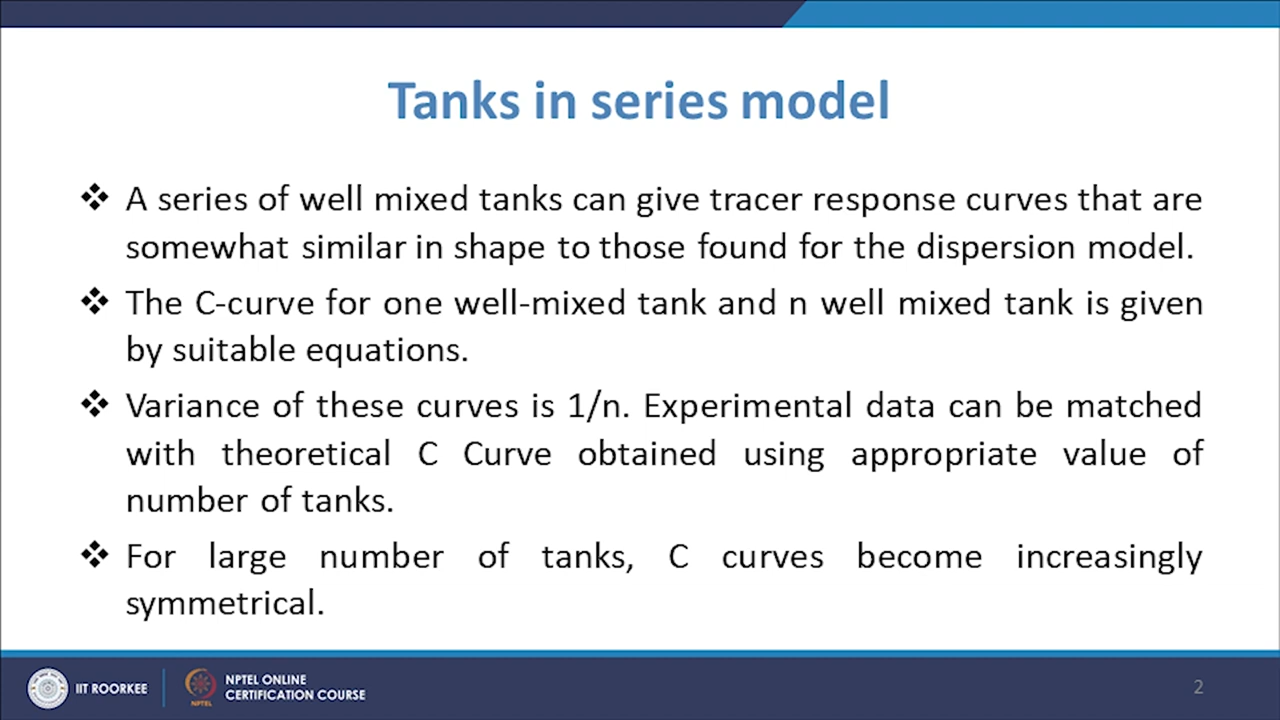 Tanks in series model
❖ A series of well mixed tanks can give tracer response curves that are
somewhat similar in shape to those found for the dispersion model.
❖ The C-curve for one well-mixed tank and n well mixed tank is given
by suitable equations.
❖ Variance of these curves is 1/n. Experimental data can be matched
with theoretical C Curve obtained using appropriate value of
number of tanks.
❖ For large number of tanks, C curves become increasingly
symmetrical.
IIT ROORKEE
NPTEL
NPTEL ONLINE
CERTIFICATION COURSE
2